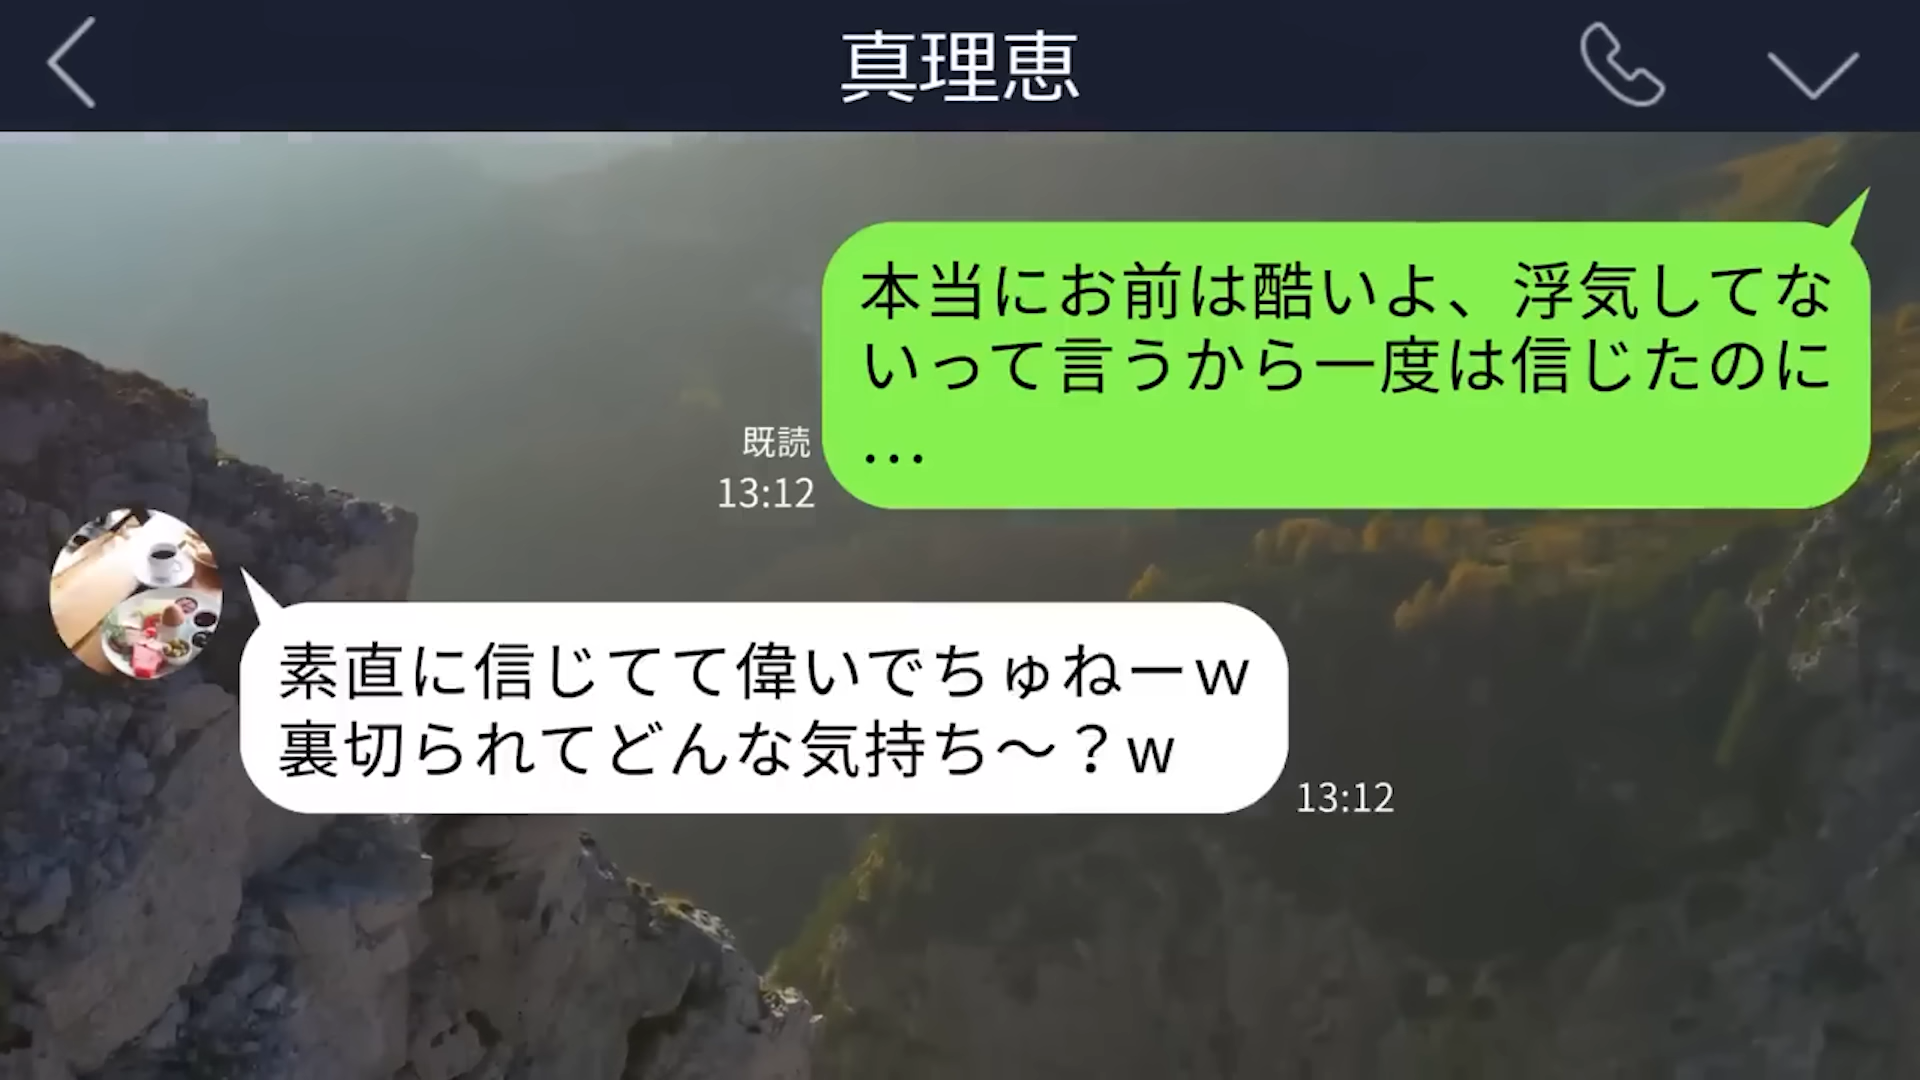 真理恵
本当にお前は酷いよ、浮気してな
いって言うから一度は信じたのに
…
既読
13:12
素直に信じてて偉いでちゅねーｗ
裏切られてどんな気持ち～？ｗ
13:12